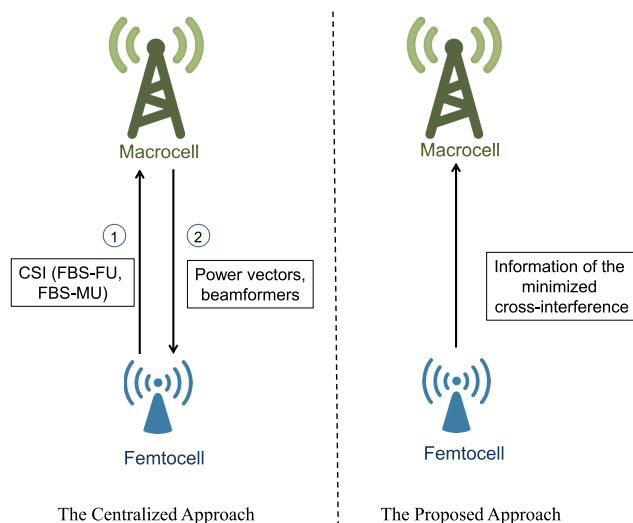 Macrocell
1
2
CSI (FBS-FU,
FBS-MU)
Power vectors,
beamformers
Femtocell
The Centralized Approach
Macrocell
Information of the
minimized
cross-interference
Femtocell
The Proposed Approach